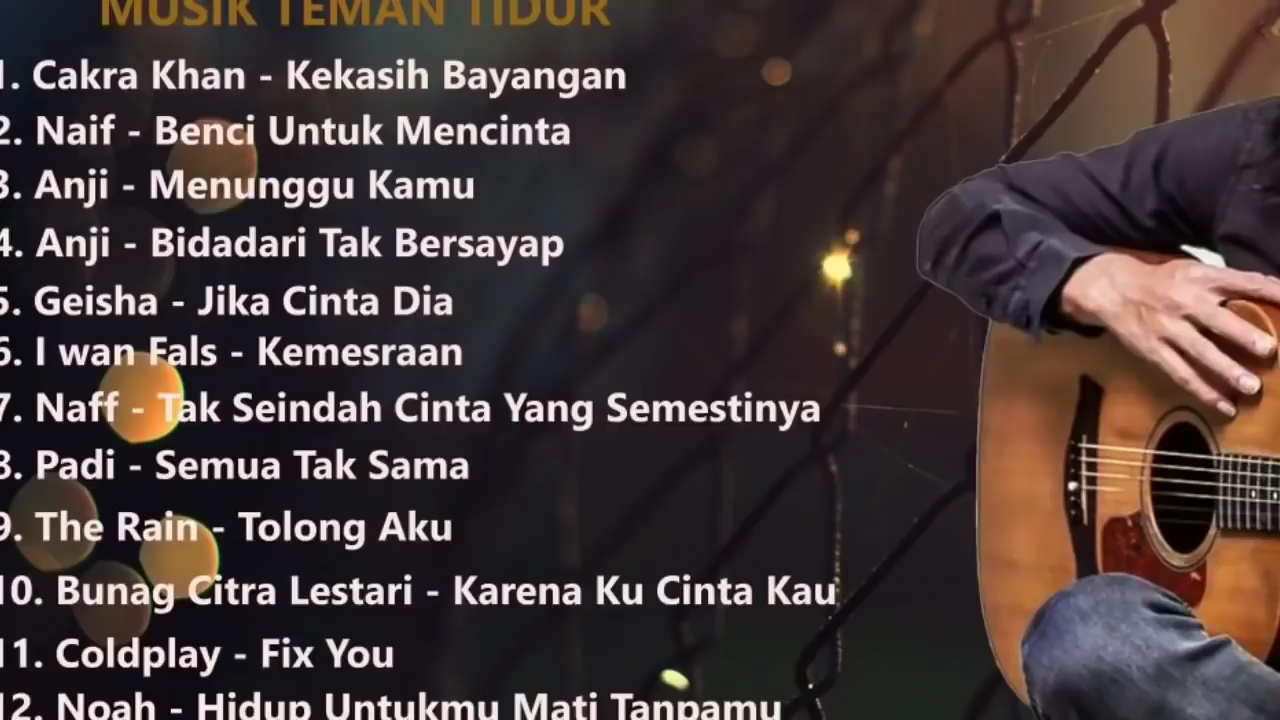 MUSIK TEMAN TIDUR
1. Cakra Khan - Kekasih Bayangan
2. Naif - Benci Untuk Mencinta
3. Anji - Menunggu Kamu
4. Anji - Bidadari Tak Bersayap
5. Geisha - Jika Cinta Dia
6. I wan Fals - Kemesraan
7. Naff - Tak Seindah Cinta Yang Semestinya
8. Padi - Semua Tak Sama
9. The Rain - Tolong Aku
10. Bunag Citra Lestari - Karena Ku Cinta Kau
11. Coldplay - Fix You
12. Noah - Hidup Untukmu Mati Tanpamu